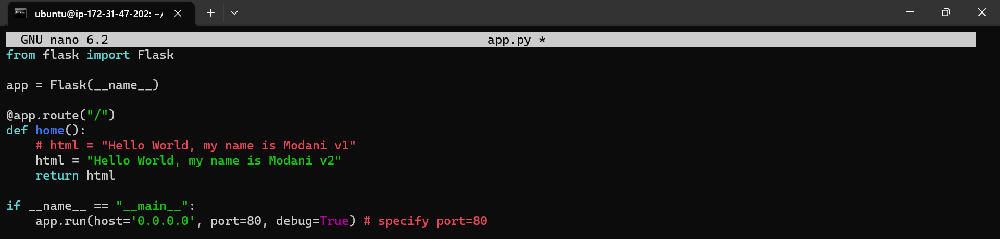 ubuntu@ip-172-31-47-202: ~/
GNU nano 6.2 app.py *
from flask import Flask

app = Flask(__name__)

@app.route("/")
def home():
    # html = "Hello World, my name is Modani v1"
    html = "Hello World, my name is Modani v2"
    return html

if __name__ == "__main__":
    app.run(host='0.0.0.0', port=80, debug=True) # specify port=80